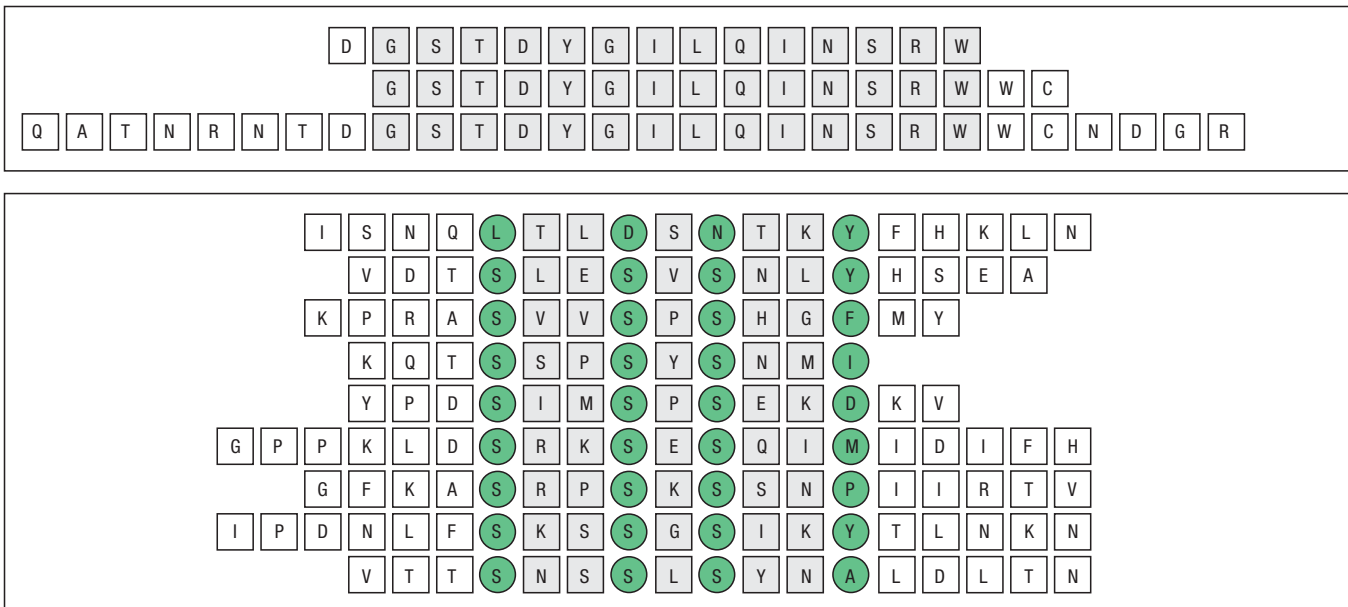 D G S T D Y G I L Q I N S R W
G S T D Y G I L Q I N S R W W C
Q A T N R N T D G S T D Y G I L Q I N S R W W C N D G R
I S N Q L T L D S N T K Y F H K L N
V D T S L E S V S N L Y H S E A
K P R A S V V S P S H G F M Y
K Q T S S P S Y S N M I
Y P D S I M S P S E K D K V
G P P K L D S R K S E S Q I M I D I F H
G F K A S R P S K S S N P I I R T V
I P D N L F S K S S G S I K Y T L N K N
V T T S N S S L S Y N A L D L T N